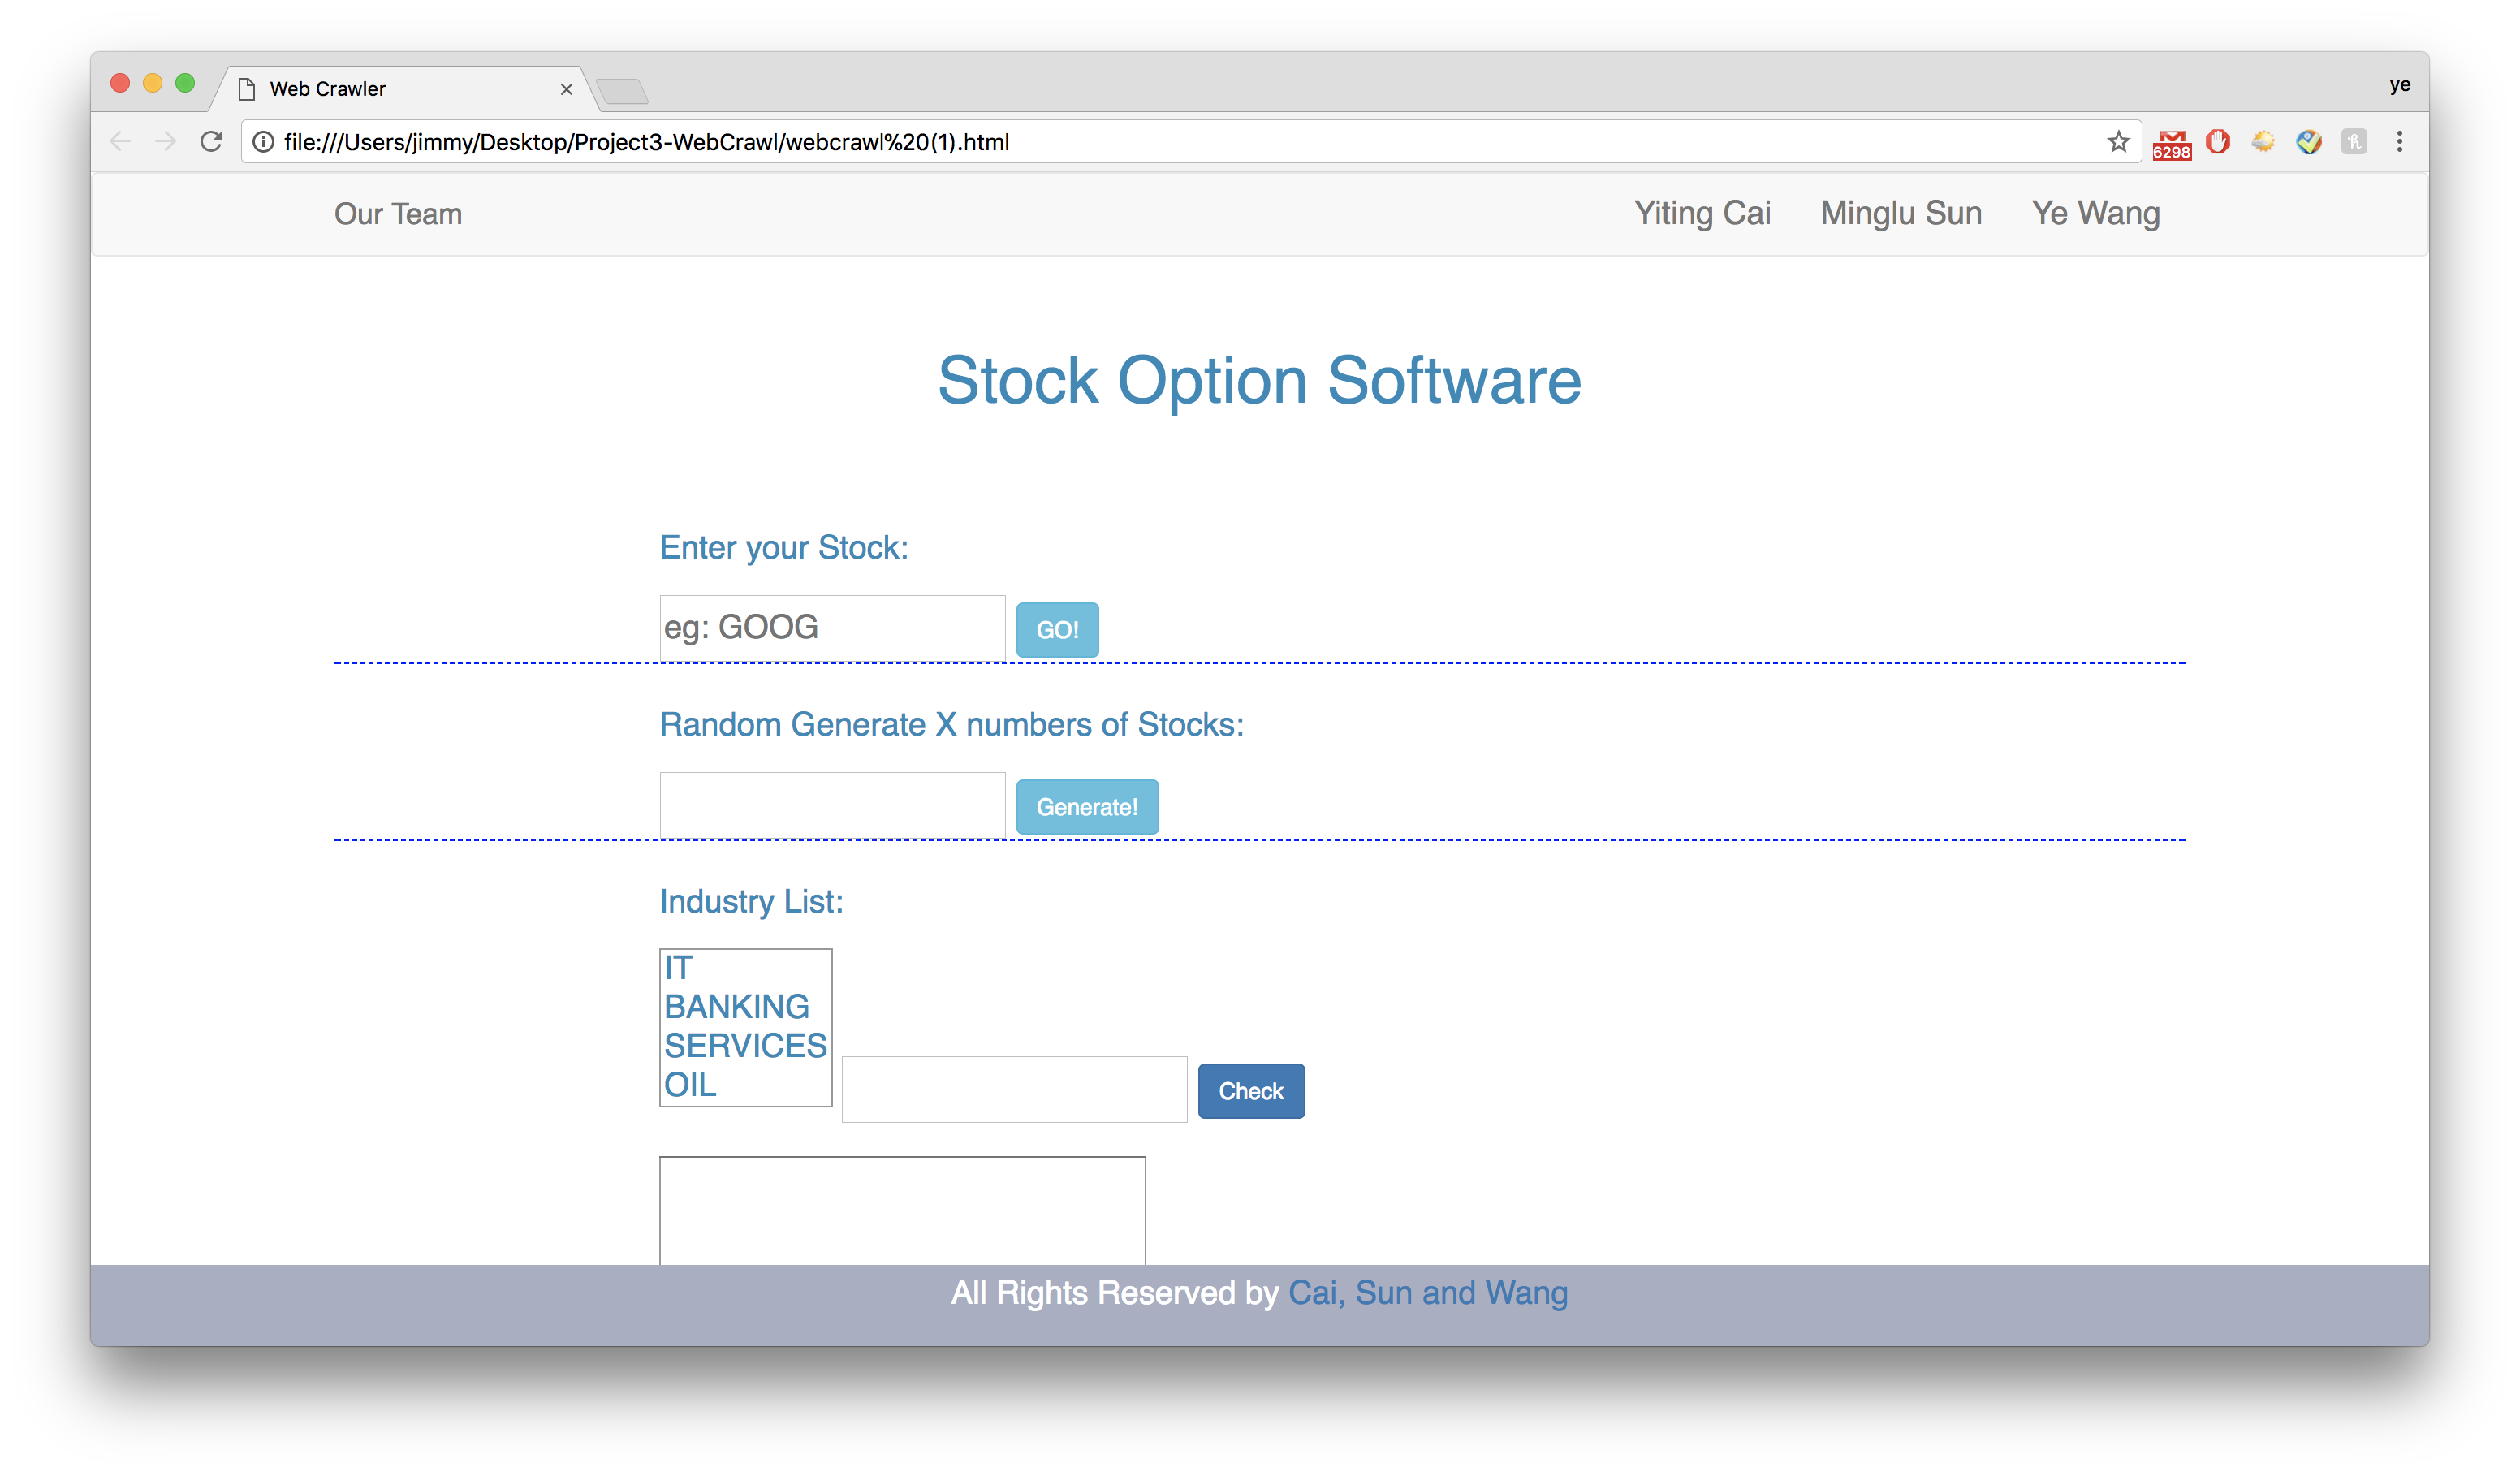 Web Crawler
ye
file:///Users/jimmy/Desktop/Project3-WebCrawl/webcrawl%20(1).html
6298
Our Team Yiting Cai Minglu Sun Ye Wang
Stock Option Software
Enter your Stock:
eg: GOOG GO!
Random Generate X numbers of Stocks:
Generate!
Industry List:
IT
BANKING
SERVICES
OIL
Check
All Rights Reserved by Cai, Sun and Wang